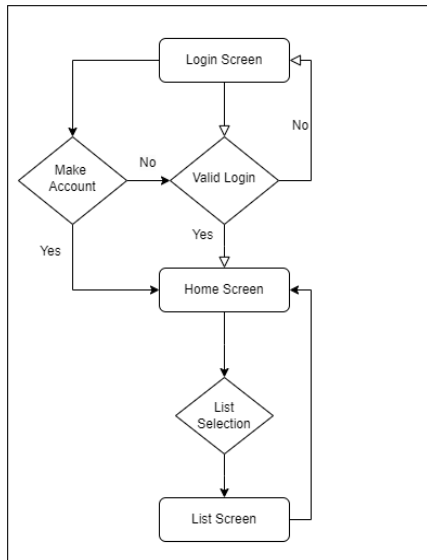 Login Screen
No
Make
Account
No
Valid Login
Yes
Yes
Home Screen
List
Selection
List Screen